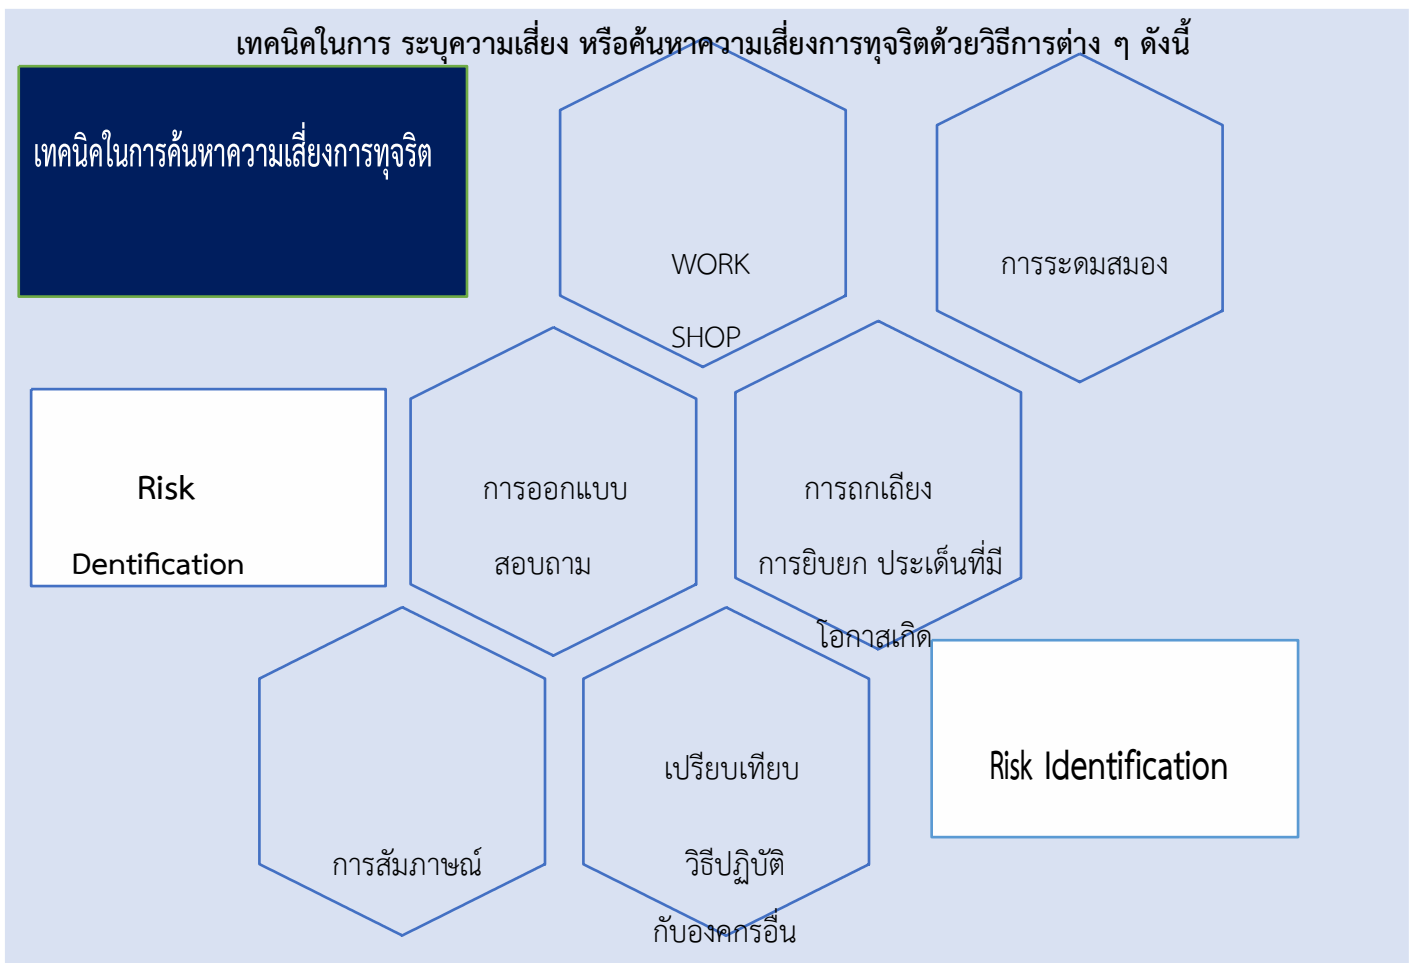 เทคนิคในการ ระบุความเสี่ยง หรือค้นหาความเสี่ยงการทุจริตด้วยวิธีการต่าง ๆ ดังนี้
เทคนิคในการค้นหาความเสี่ยงการทุจริต
WORK
SHOP
การระดมสมอง
Risk
Dentification
การออกแบบ
สอบถาม
การถกเถียง
การยิบยก ประเด็นที่มี
โอกาสเกิด
การสัมภาษณ์
เปรียบเทียบ
วิธีปฏิบัติ
กับองคกรอื่น
Risk Identification